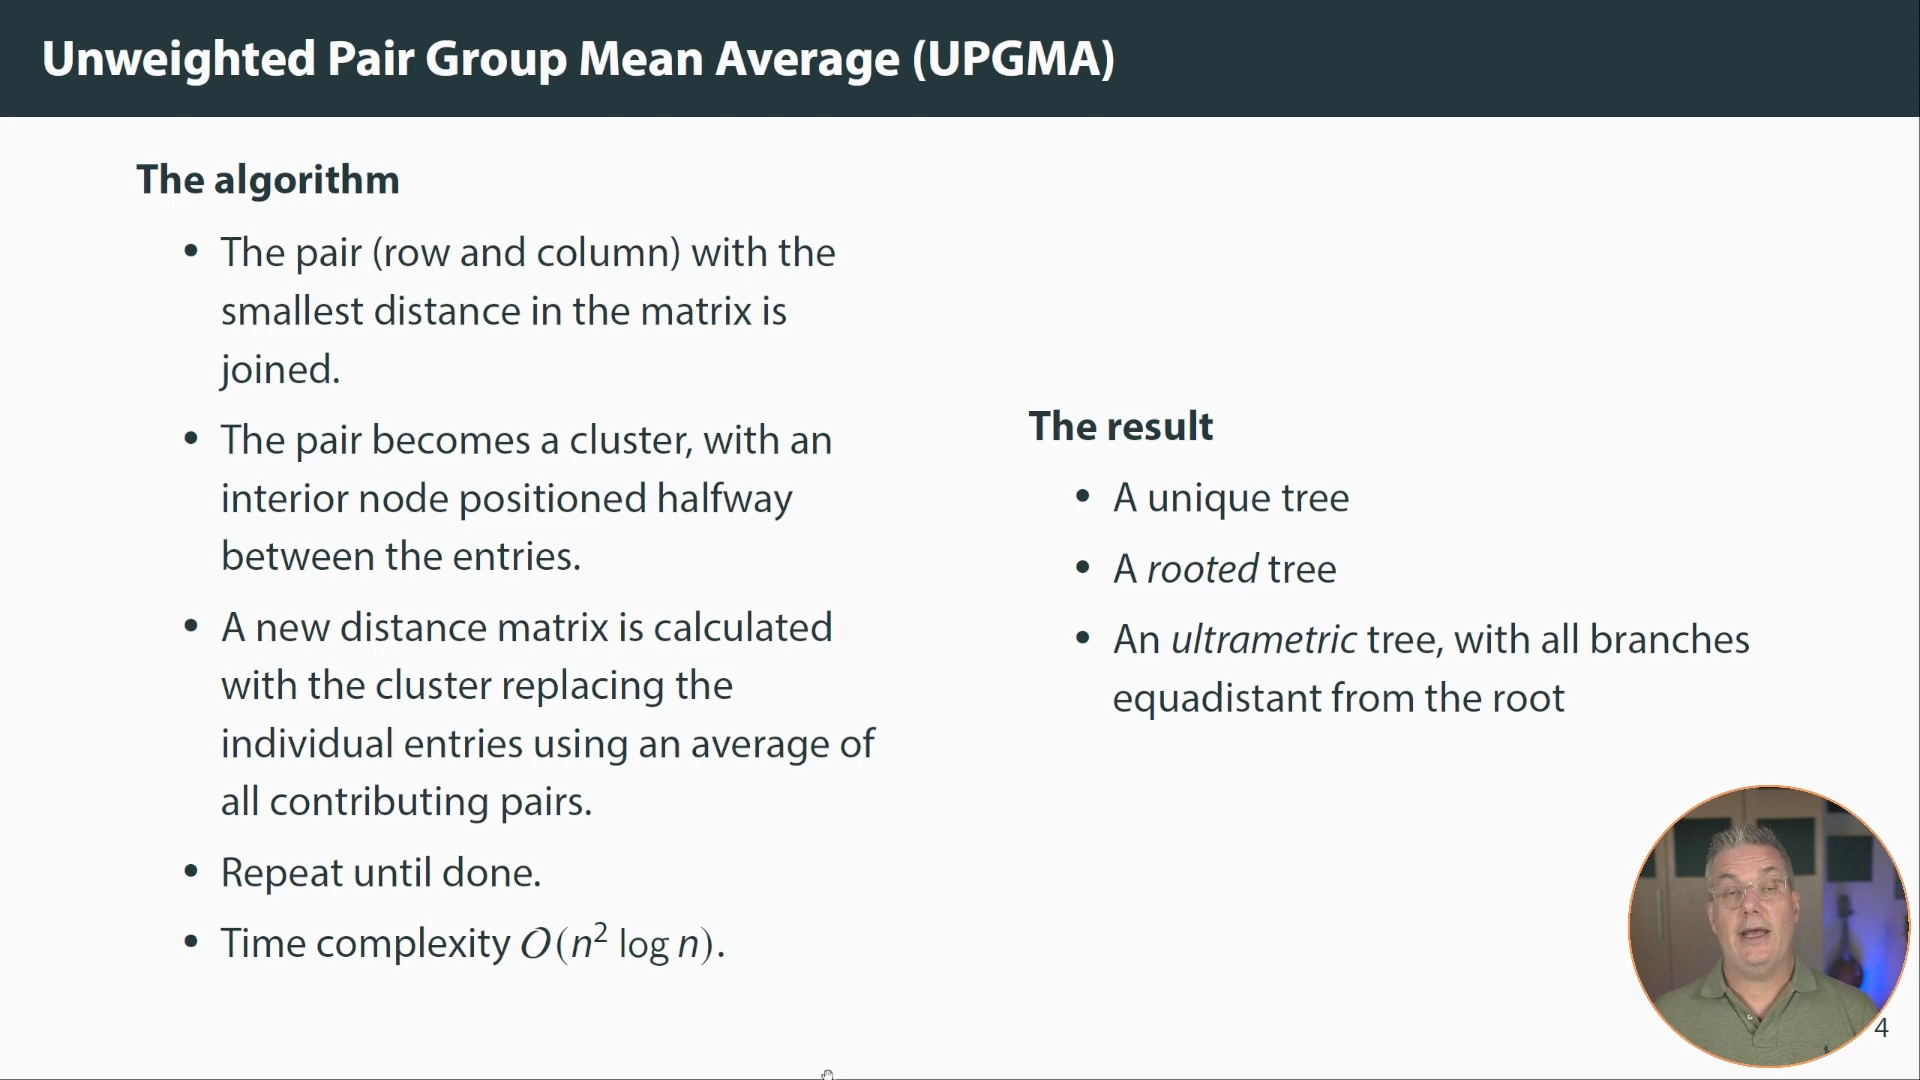 Unweighted Pair Group Mean Average (UPGMA)
The algorithm
• The pair (row and column) with the
smallest distance in the matrix is
joined.
• The pair becomes a cluster, with an
interior node positioned halfway
between the entries.
• A new distance matrix is calculated
with the cluster replacing the
individual entries using an average of
all contributing pairs.
• Repeat until done.
• Time complexity O(n² log n).
The result
• A unique tree
• A rooted tree
• An ultrametric tree, with all branches
equadistant from the root
4